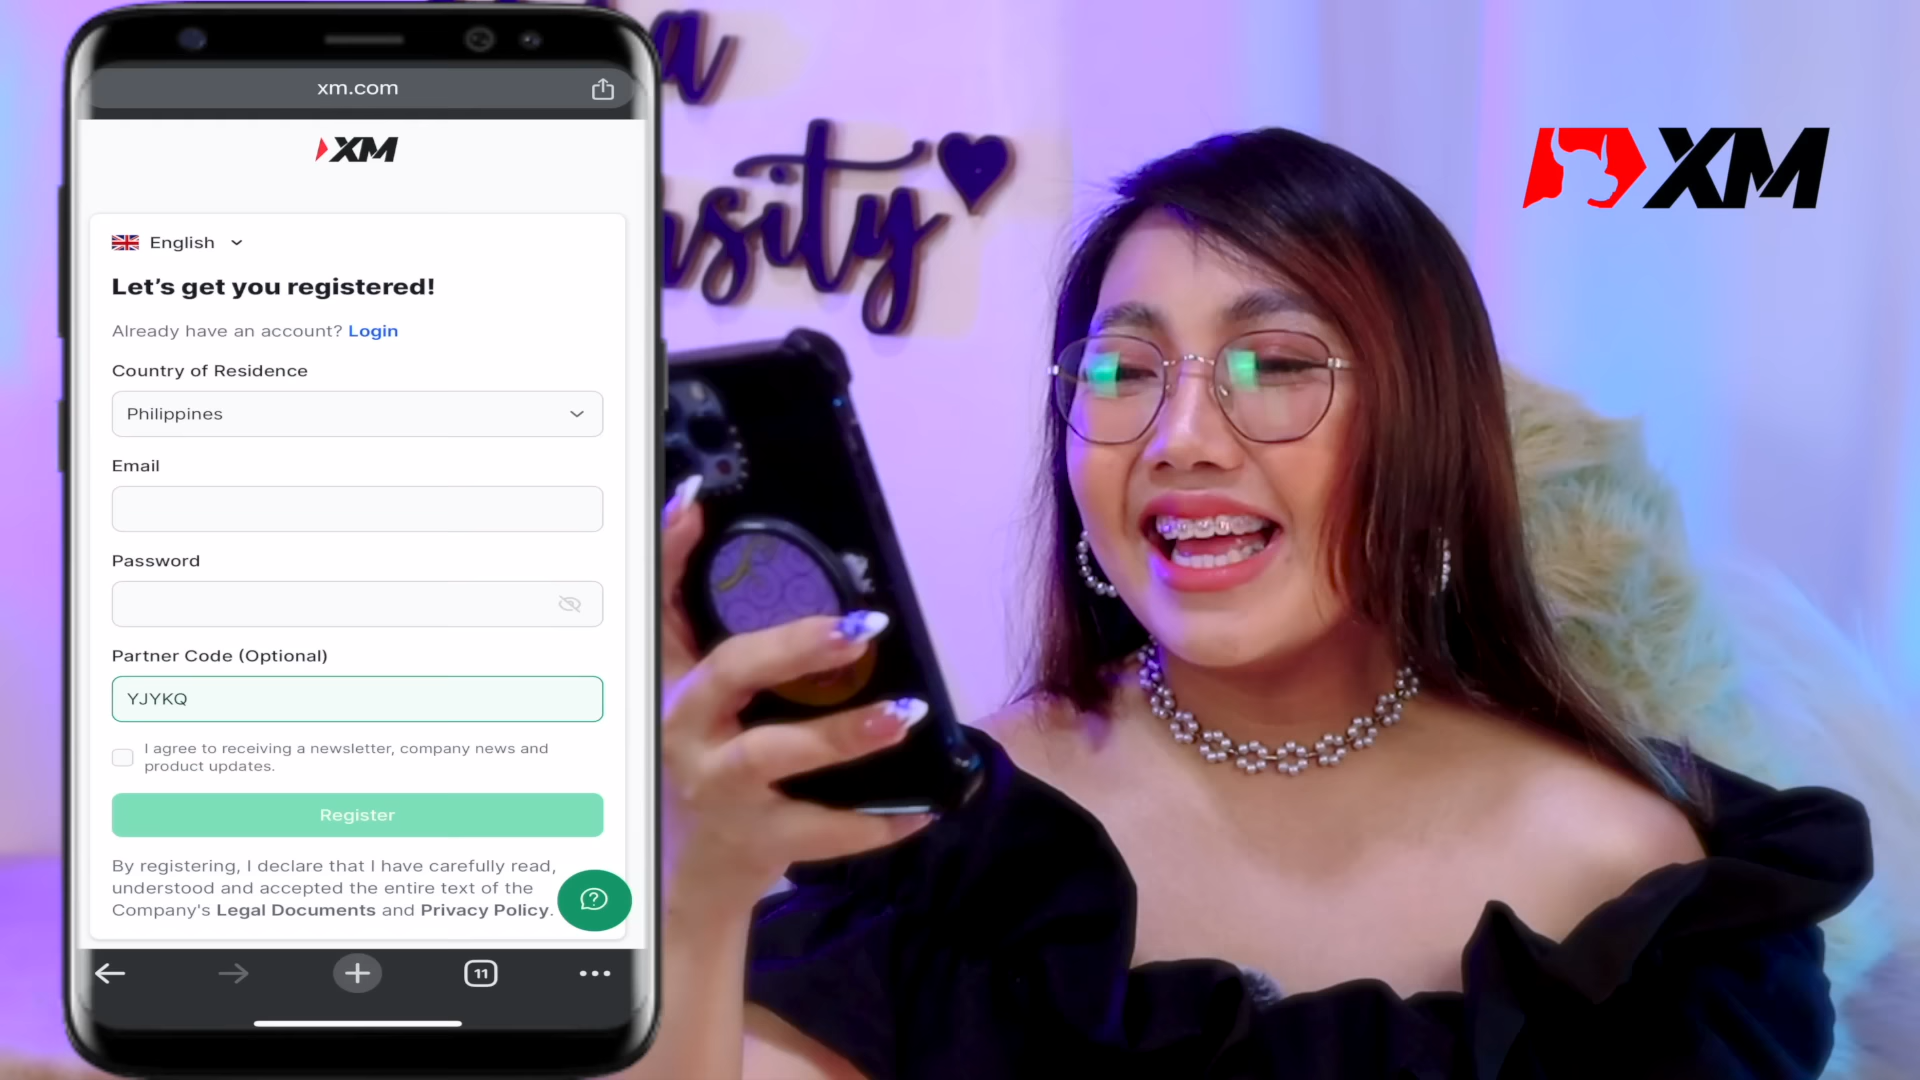 xm.com
XM
English
Let's get you registered!
Already have an account? Login
Country of Residence
Philippines
Email
Password
Partner Code (Optional)
YJYKQ
I agree to receiving a newsletter, company news and
product updates.
Register
By registering, I declare that I have carefully read,
understood and accepted the entire text of the
Company's Legal Documents and Privacy Policy.
11
XM